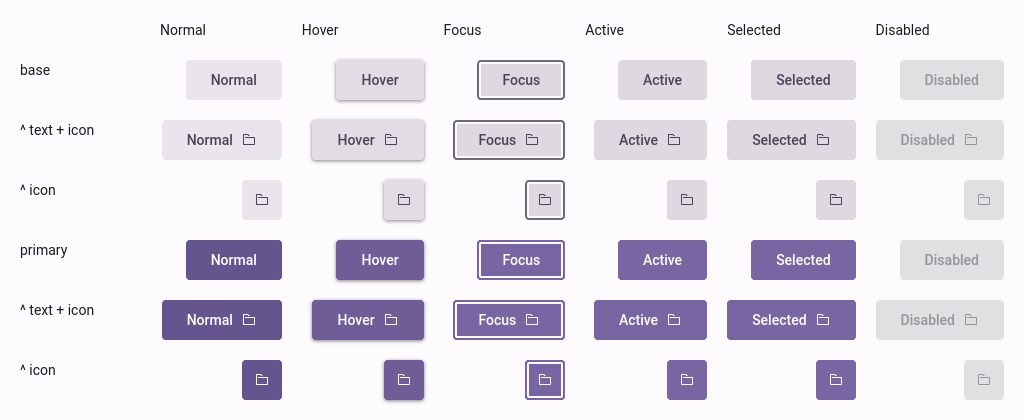 Normal Hover Focus Active Selected Disabled
base Normal Hover Focus Active Selected Disabled
^ text + icon Normal Hover Focus Active Selected Disabled
^ icon
primary Normal Hover Focus Active Selected Disabled
^ text + icon Normal Hover Focus Active Selected Disabled
^ icon